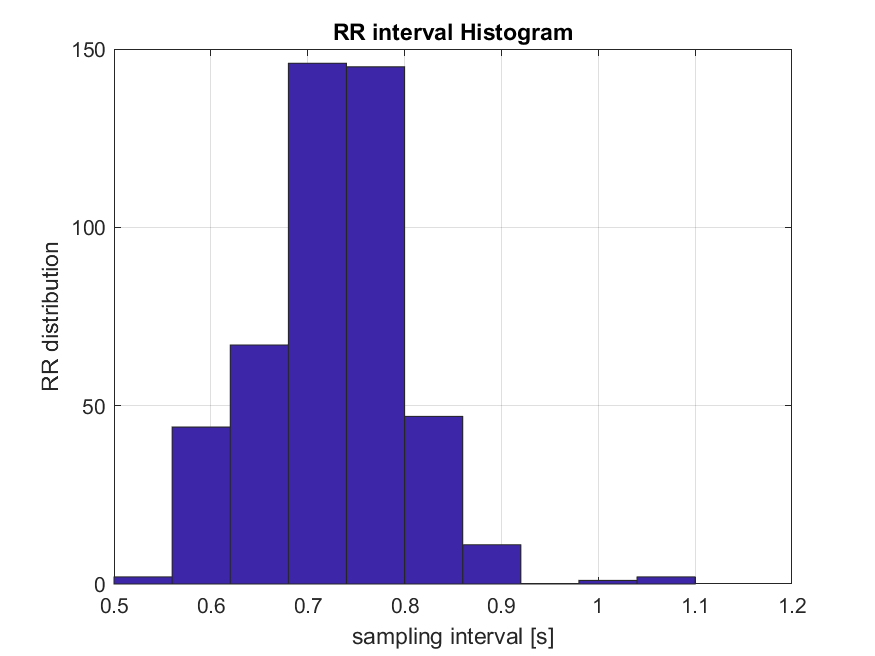 RR interval Histogram
150
100
50
0
RR distribution
0.5 0.6 0.7 0.8 0.9 1 1.1 1.2
sampling interval [s]